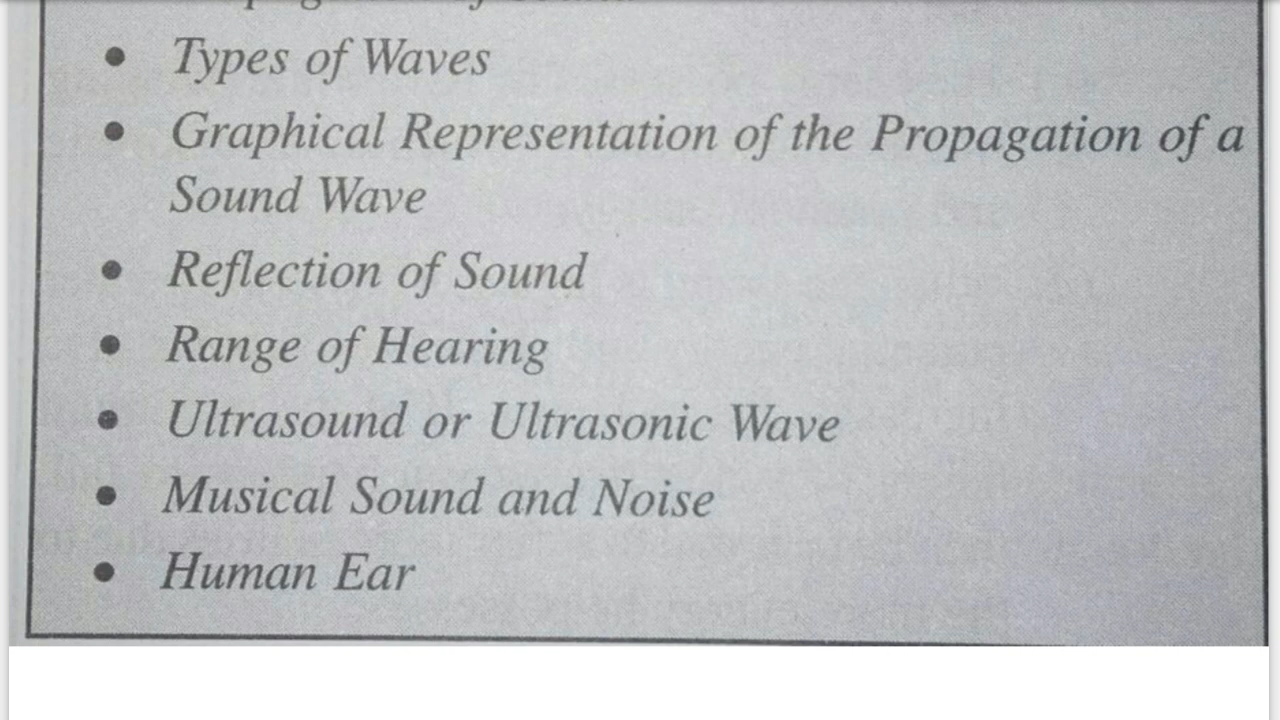 • Types of Waves
• Graphical Representation of the Propagation of a
Sound Wave
• Reflection of Sound
• Range of Hearing
• Ultrasound or Ultrasonic Wave
• Musical Sound and Noise
• Human Ear